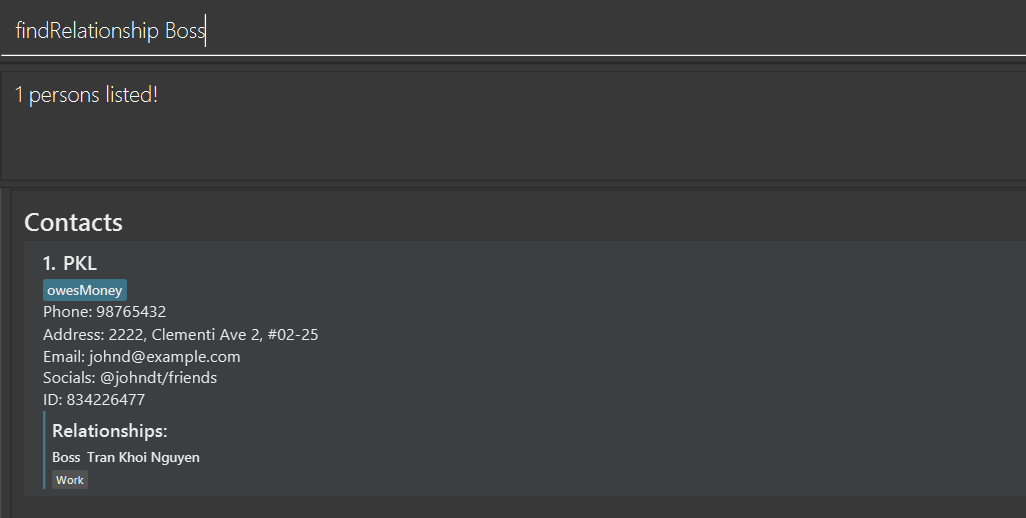 findRelationship Boss
1 persons listed!
Contacts
1. PKL
owesMoney
Phone: 98765432
Address: 2222, Clementi Ave 2, #02-25
Email: johnd@example.com
Socials: @johndt/friends
ID: 834226477
Relationships:
Boss Tran Khoi Nguyen
Work